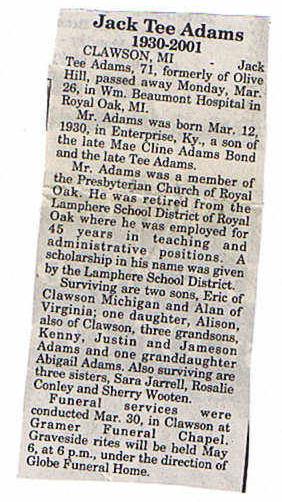 Jack Tee Adams
1930-2001
CLAWSON, MI - Jack
Tee Adams, 71, formerly of Olive
Hill, passed away Monday, Mar.
26, in Wm. Beaumont Hospital in
Royal Oak, MI.
Mr. Adams was born Mar. 12,
1930, in Enterprise, Ky., a son of
the late Mae Cline Adams Bond
and the late Tee Adams.
Mr. Adams was a member of
the Presbyterian Church of Royal
Oak. He was retired from the
Lamphere School District of Royal
Oak where he was employed for
45 years in teaching and
administrative positions. A
scholarship in his name was given
by the Lamphere School District.
Surviving are two sons, Eric of
Clawson Michigan and Alan of
Virginia; one daughter, Alison,
also of Clawson, three grandsons,
Kenny, Justin and Jameson
Adams and one granddaughter
Abigail Adams. Also surviving are
three sisters, Sara Jarrell, Rosalie
Conley and Sherry Wooten.
Funeral services were
conducted Mar. 30, in Clawson at
Gramer Funeral Chapel.
Graveside rites will be held May
6, at 6 p.m., under the direction of
Globe Funeral Home.